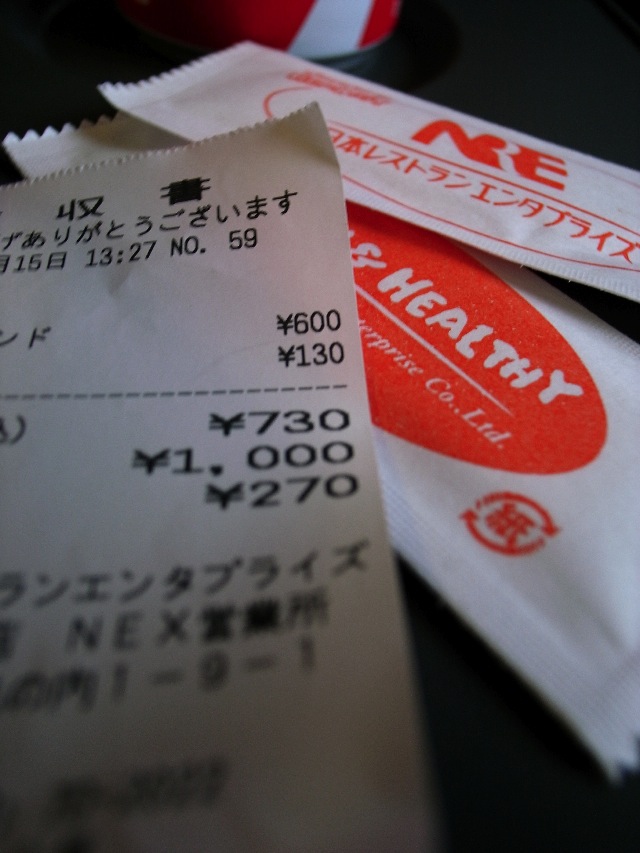 収 書
げありがとうございます
月15日 13:27 NO. 59
ンド ¥600
¥130
¥730
¥1,000
¥270
ランエンタプライズ
NEX営業所
の内1-9-1
NRE
日本レストランエンタプライズ
& HEALTHY
erprise Co.,Ltd.
紙